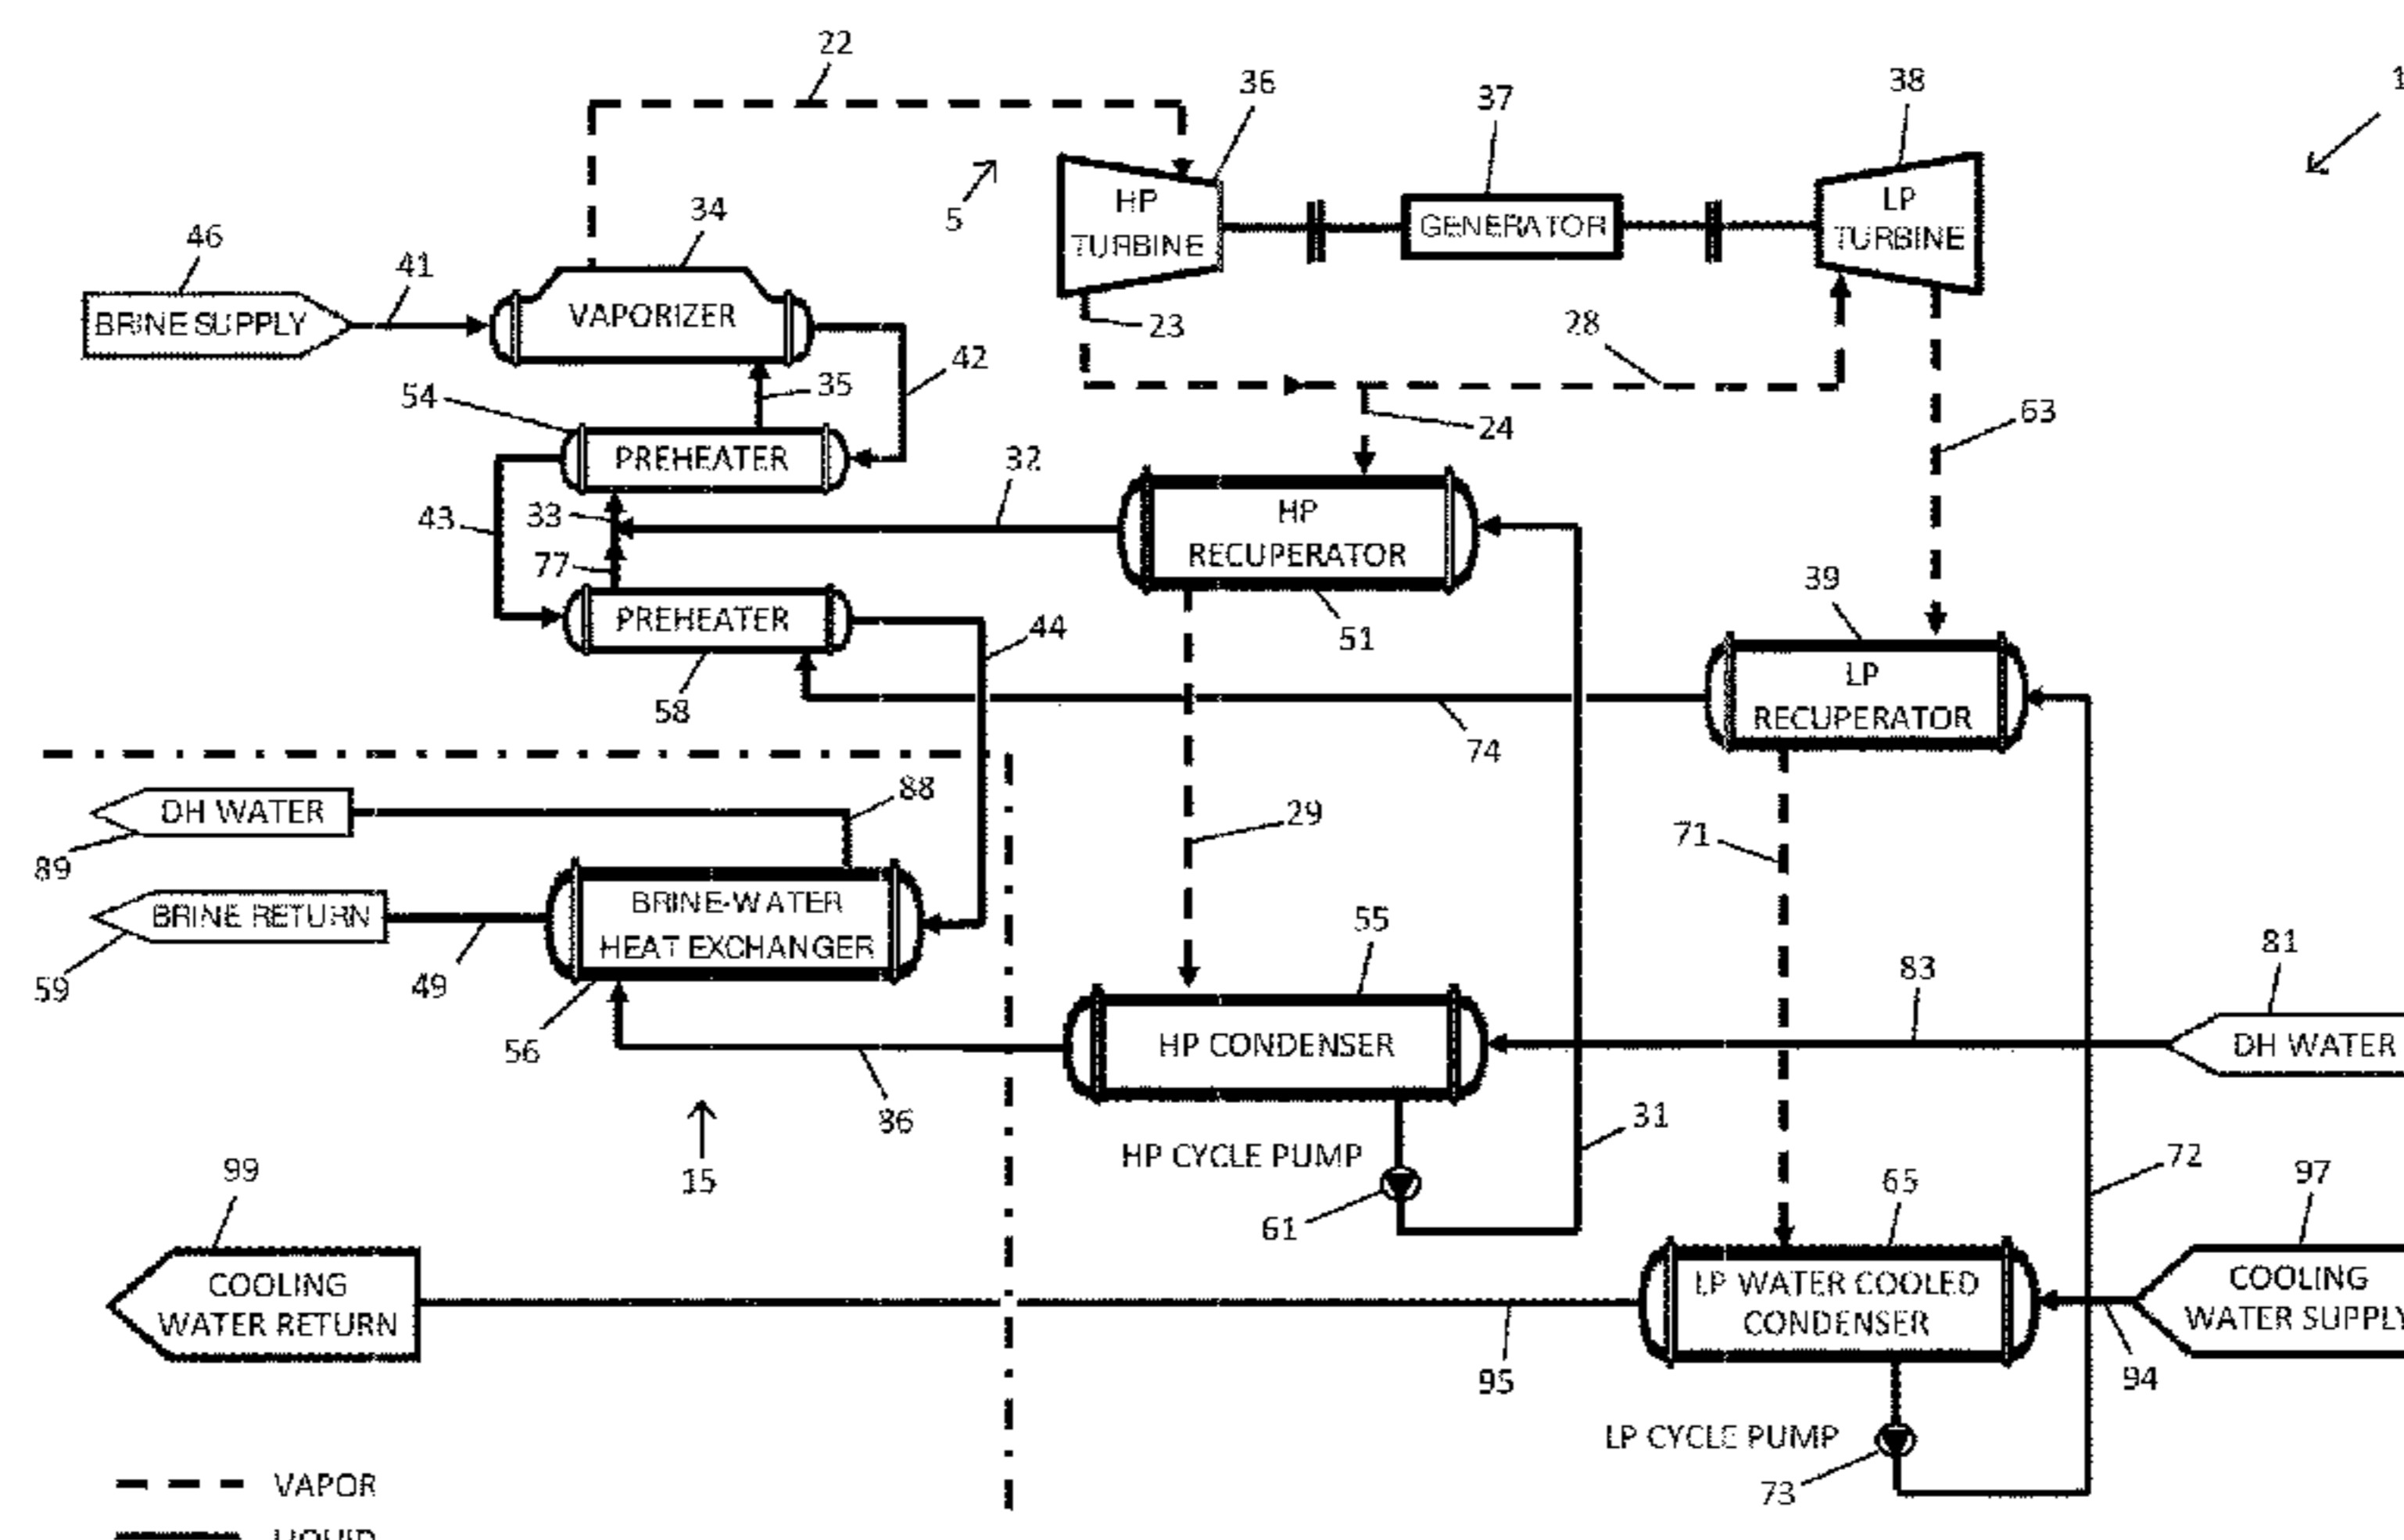 22
36
37
38
1
HP
TURBINE
GENERATOR
LP
TURBINE
5
34
46
41
BRINE SUPPLY
VAPORIZER
23
28
42
35
54
24
63
PREHEATER
32
HP
RECUPERATOR
43
33
77
39
PREHEATER
44
51
LP
RECUPERATOR
58
74
DH WATER
88
89
29
71
BRINE RETURN
BRINE-WATER
HEAT EXCHANGER
55
81
59
49
83
56
HP CONDENSER
DH WATER
86
31
HP CYCLE PUMP
15
72
99
65
97
61
COOLING
WATER RETURN
LP WATER COOLED
CONDENSER
COOLING
WATER SUPPLY
95
94
LP CYCLE PUMP
73
VAPOR
LIQUID